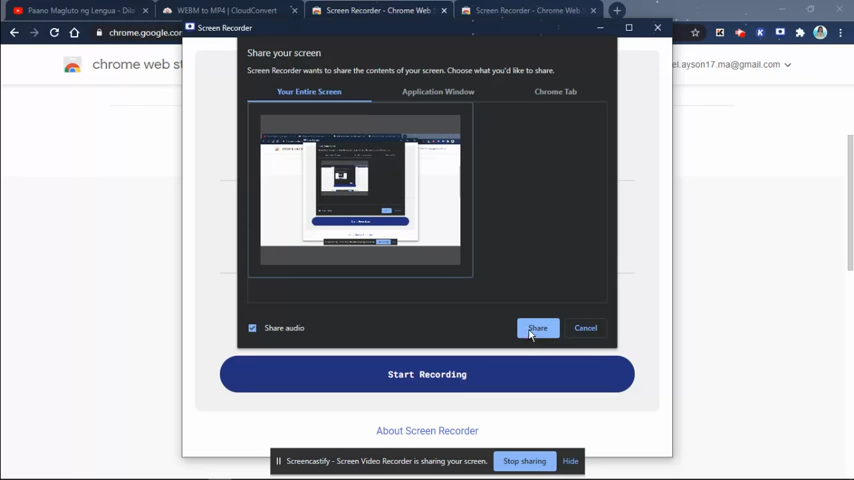 Paano Magluto ng Lengua - Dila
WEBM to MP4 | CloudConvert
Screen Recorder - Chrome Web S
Screen Recorder - Chrome Web S
chrome.google.com
Screen Recorder
chrome web st
el.ayson17.ma@gmail.com
Share your screen
Screen Recorder wants to share the contents of your screen. Choose what you'd like to share.
Your Entire Screen
Application Window
Chrome Tab
Share audio
Share
Cancel
Start Recording
About Screen Recorder
Screencastify - Screen Video Recorder is sharing your screen.
Stop sharing
Hide